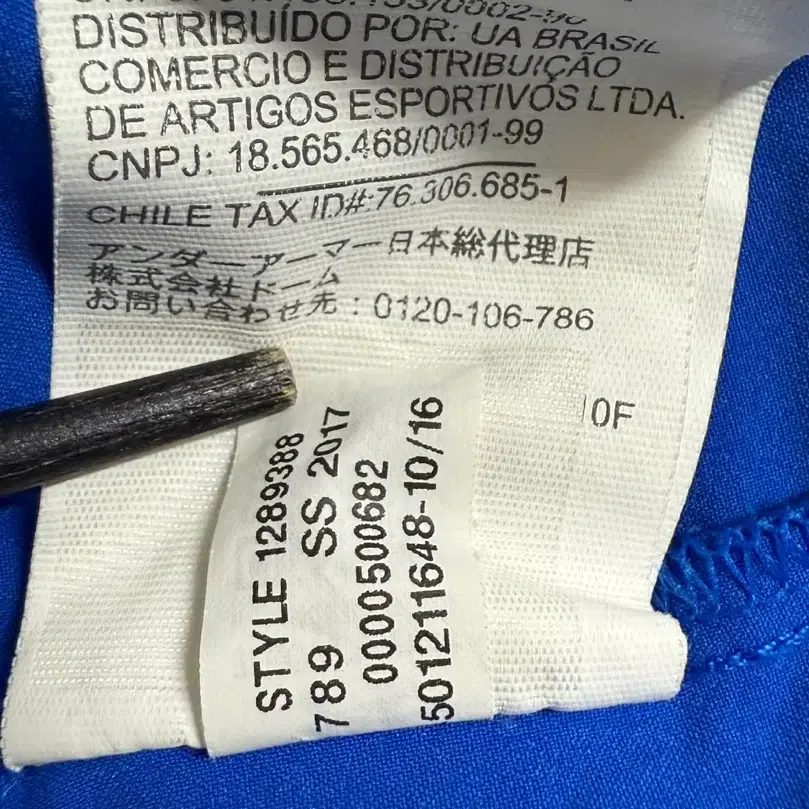 DISTRIBUÍDO POR: UA BRASIL
COMERCIO E DISTRIBUIÇÃO
DE ARTIGOS ESPORTIVOS LTDA.
CNPJ: 18.565.468/0001-99
CHILE TAX ID#:76.306.685-1
アンダーアーマー日本総代理店
株式会社ドーム
お問い合わせ先：0120-106-786
OF
STYLE 1289388
789 SS 2017
0000500682
501211648-10/16